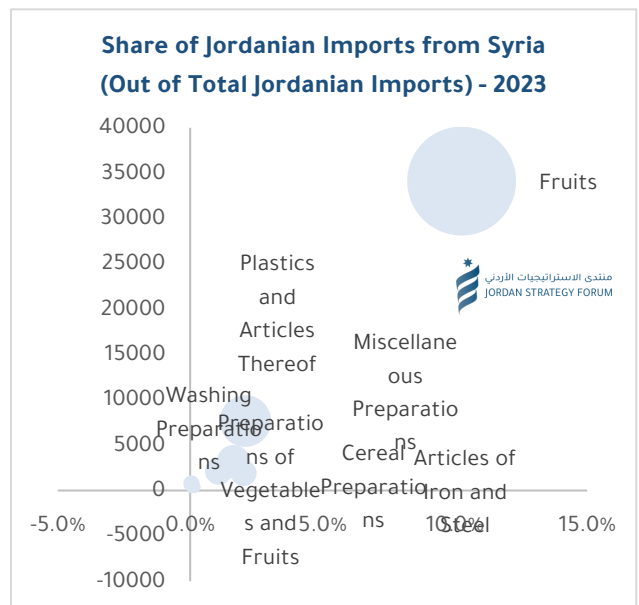 Share of Jordanian Imports from Syria
(Out of Total Jordanian Imports) - 2023
40000
35000
30000
25000
20000
15000
10000
5000
0
-5000
-10000
-5.0%
0.0%
5.0%
10.0%
15.0%
Fruits
منتدى الاستراتيجيات الأردني
JORDAN STRATEGY FORUM
Plastics
and
Articles
Thereof
Miscellane
ous
Preparatio
ns
Washing
Preparatio
ns
Preparatio
ns of
Vegetable
s and
Fruits
Cereal
Preparatio
ns
Articles of
Iron and
Steel